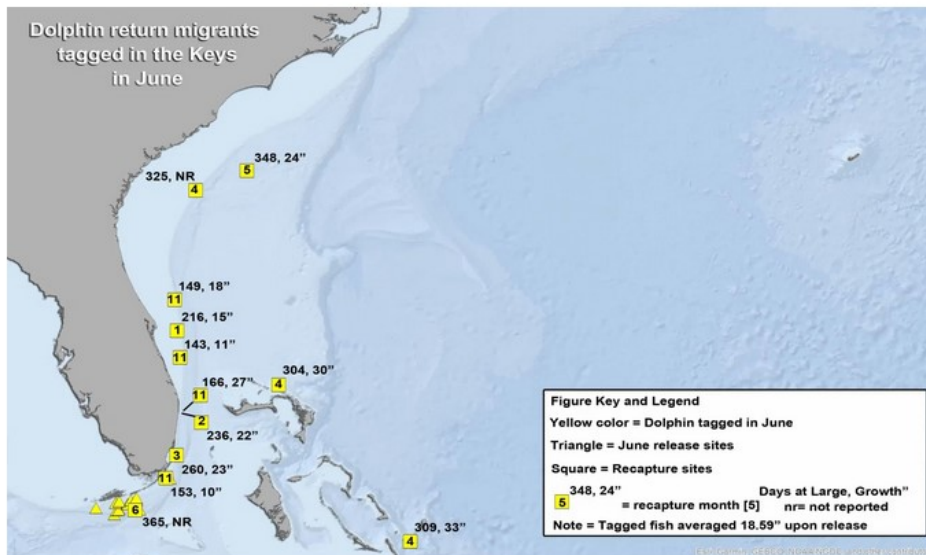 Dolphin return migrants
tagged in the Keys
in June
348, 24”
5
325, NR
4
149, 18”
11
216, 15”
1
143, 11”
11
304, 30”
4
166, 27”
11
2
236, 22”
3
260, 23”
11
153, 10”
6
365, NR
309, 33”
4
Figure Key and Legend
Yellow color = Dolphin tagged in June
Triangle = June release sites
Square = Recapture sites
348, 24” Days at Large, Growth”
5 = recapture month [5] nr= not reported
Note = Tagged fish averaged 18.59” upon release